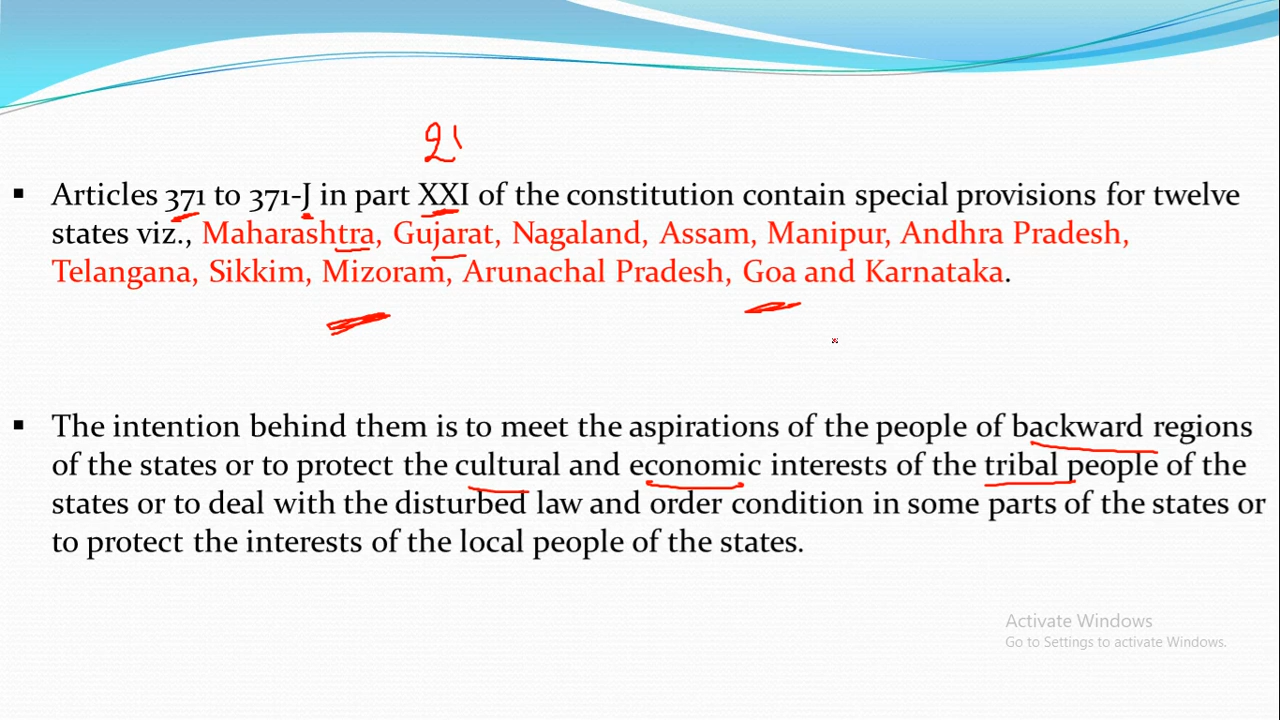 21
▪ Articles 371 to 371-J in part XXI of the constitution contain special provisions for twelve
states viz., Maharashtra, Gujarat, Nagaland, Assam, Manipur, Andhra Pradesh,
Telangana, Sikkim, Mizoram, Arunachal Pradesh, Goa and Karnataka.
▪ The intention behind them is to meet the aspirations of the people of backward regions
of the states or to protect the cultural and economic interests of the tribal people of the
states or to deal with the disturbed law and order condition in some parts of the states or
to protect the interests of the local people of the states.
Activate Windows
Go to Settings to activate Windows.